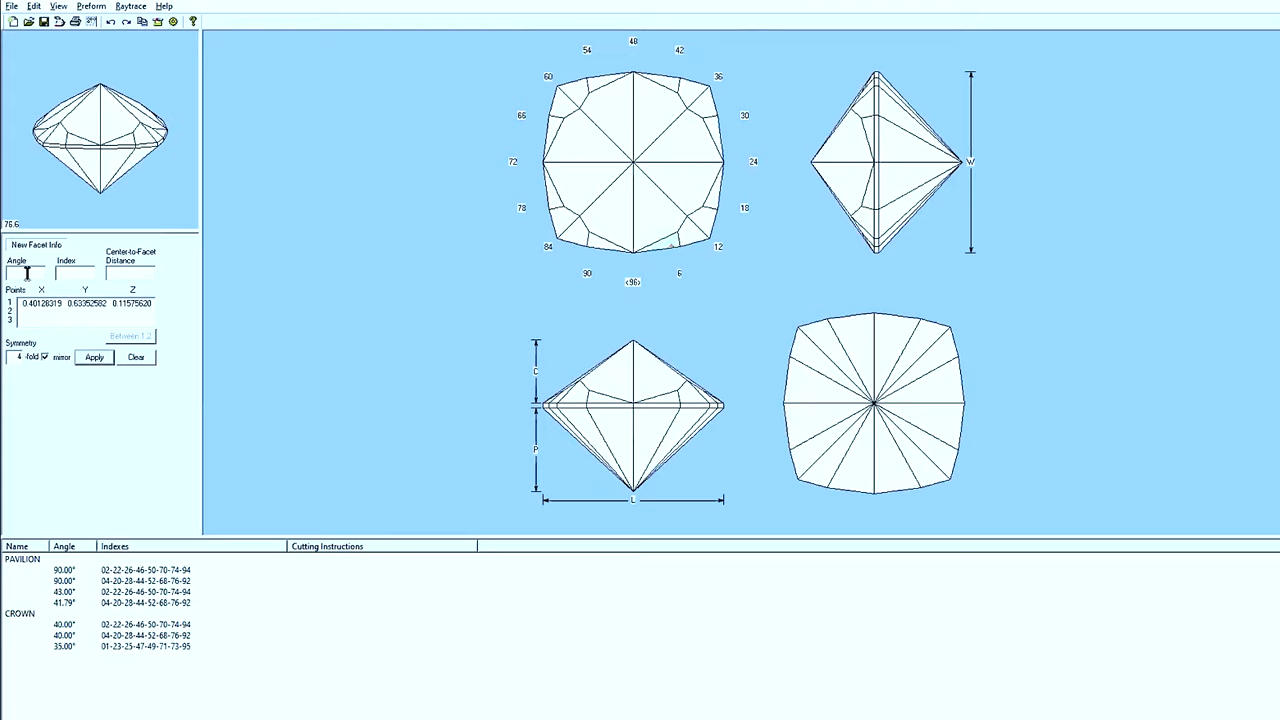 File Edit View Preform Raytrace Help
48
54 42
60 36
66 30
72 24
78 18
84 12
90 6
<96>
W
C
P
L
76.6
New Facet Info
Angle Index Center-to-Facet Distance
Points X Y Z
1 0.40128319 0.63352582 0.11575620
2
3
Between 1,2
Symmetry
4 -fold mirror Apply Clear
Name Angle Indexes Cutting Instructions
PAVILION
90.00° 02-22-26-46-50-70-74-94
90.00° 04-20-28-44-52-68-76-92
43.00° 02-22-26-46-50-70-74-94
41.79° 04-20-28-44-52-68-76-92
CROWN
40.00° 02-22-26-46-50-70-74-94
40.00° 04-20-28-44-52-68-76-92
35.00° 01-23-25-47-49-71-73-95